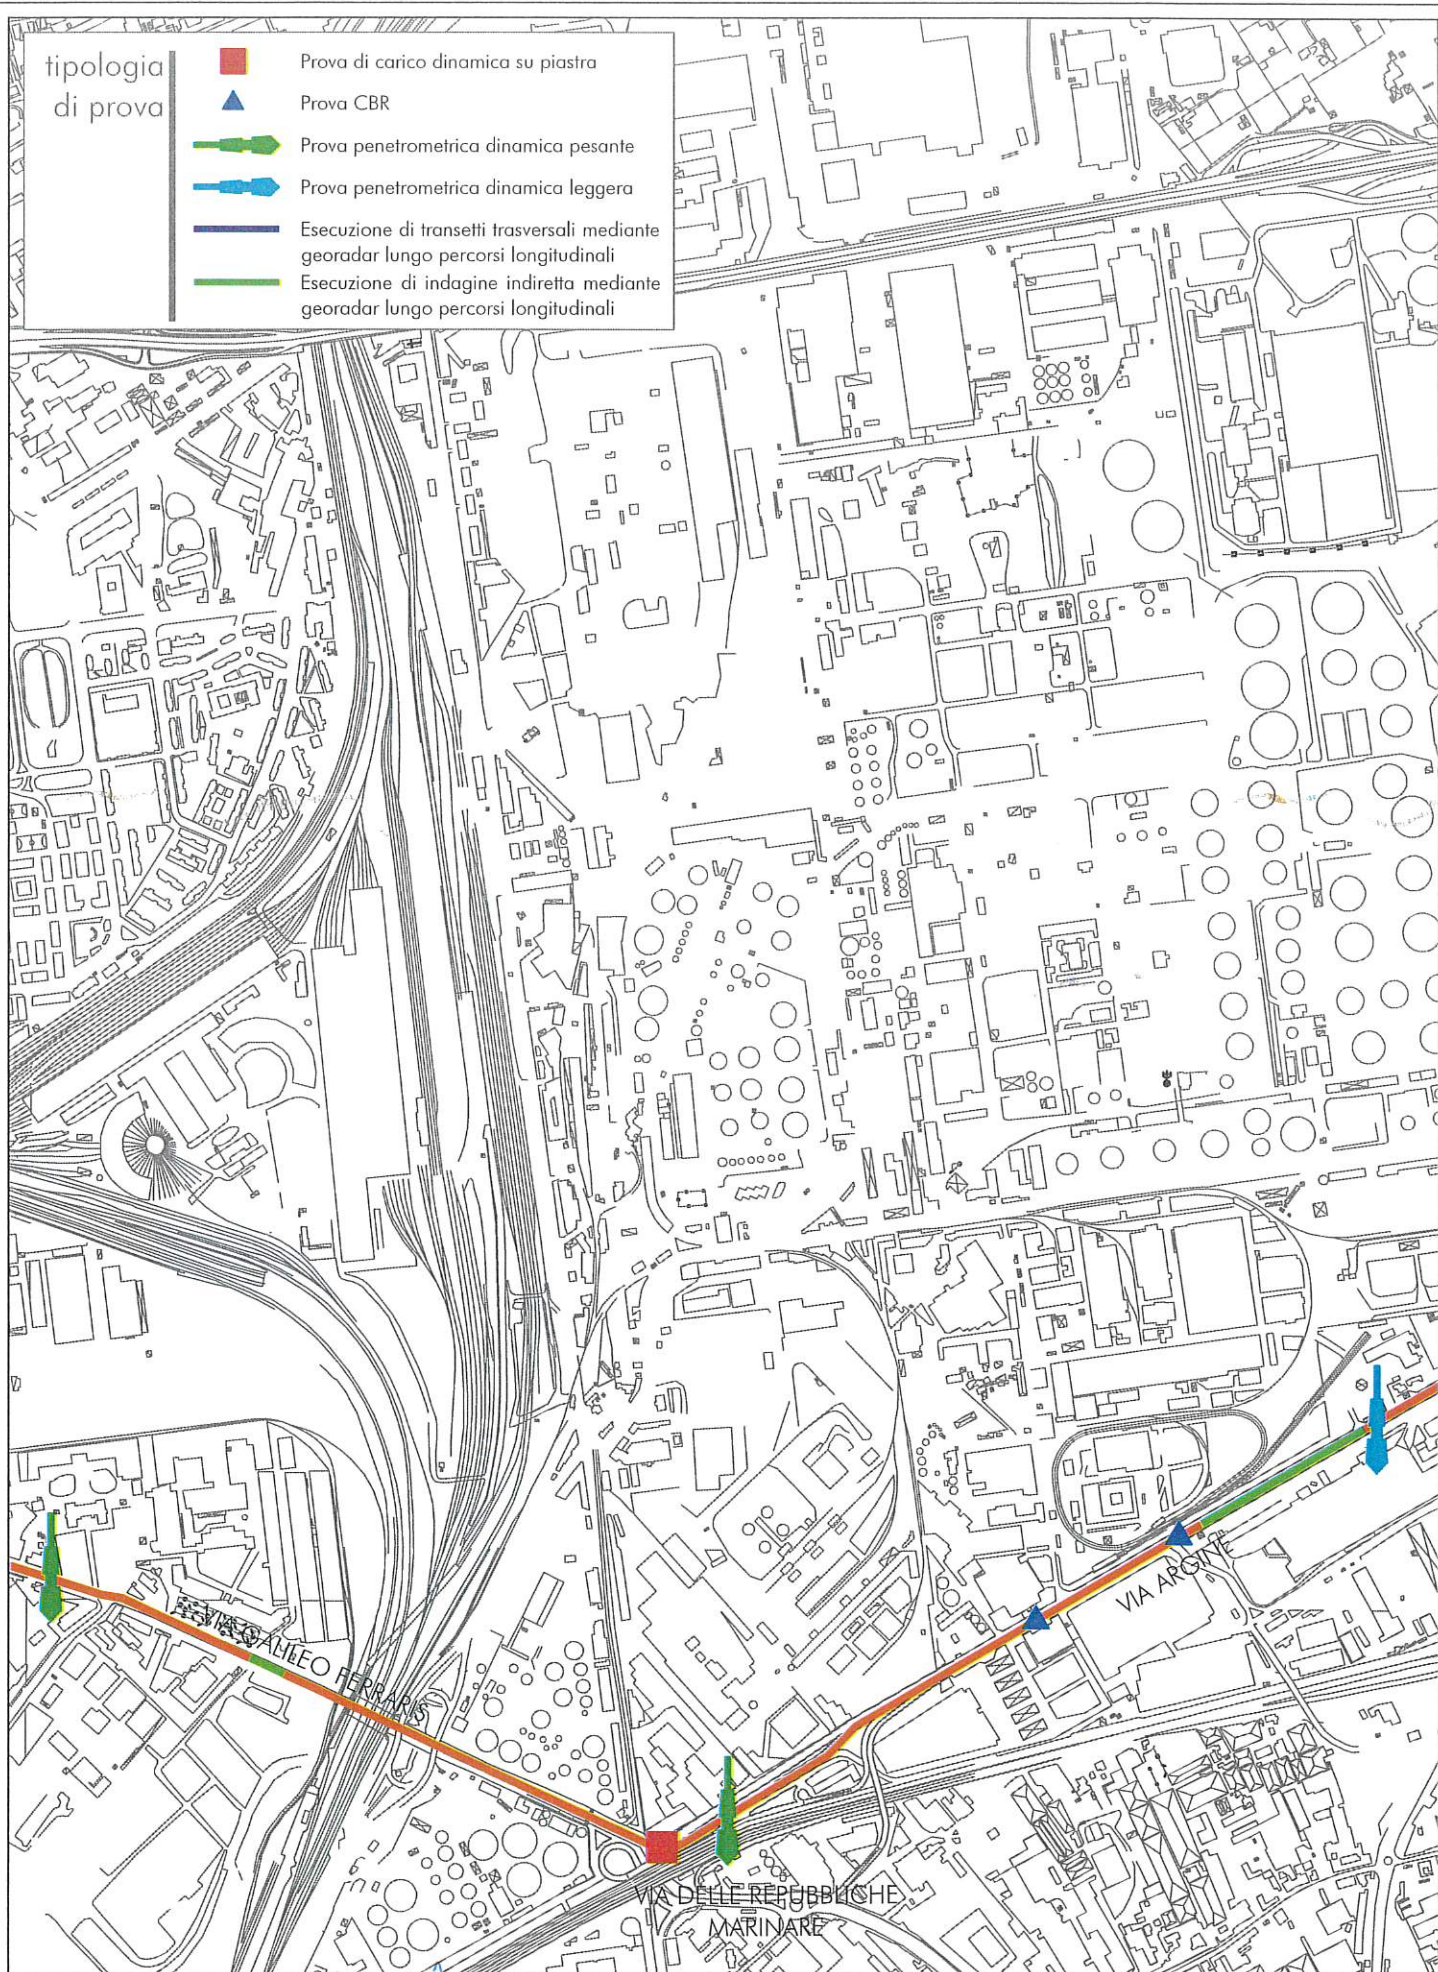 tipologia
di prova
Prova di carico dinamica su piastra
Prova CBR
Prova penetrometrica dinamica pesante
Prova penetrometrica dinamica leggera
Esecuzione di transetti trasversali mediante
georadar lungo percorsi longitudinali
Esecuzione di indagine indiretta mediante
georadar lungo percorsi longitudinali
VIA ARGINE
VIA GALILEO FERRARIS
VIA DELLE REPUBBLICHE
MARINARE